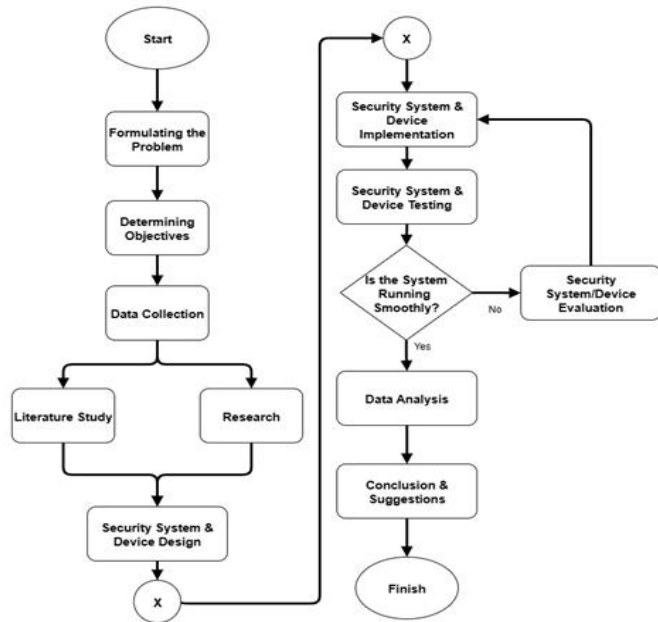 Start
Formulating the
Problem
Determining
Objectives
Data Collection
Literature Study
Research
Security System &
Device Design
X
X
Security System &
Device
Implementation
Security System &
Device Testing
Is the System
Running
Smoothly?
No
Security
System/Device
Evaluation
Yes
Data Analysis
Conclusion &
Suggestions
Finish